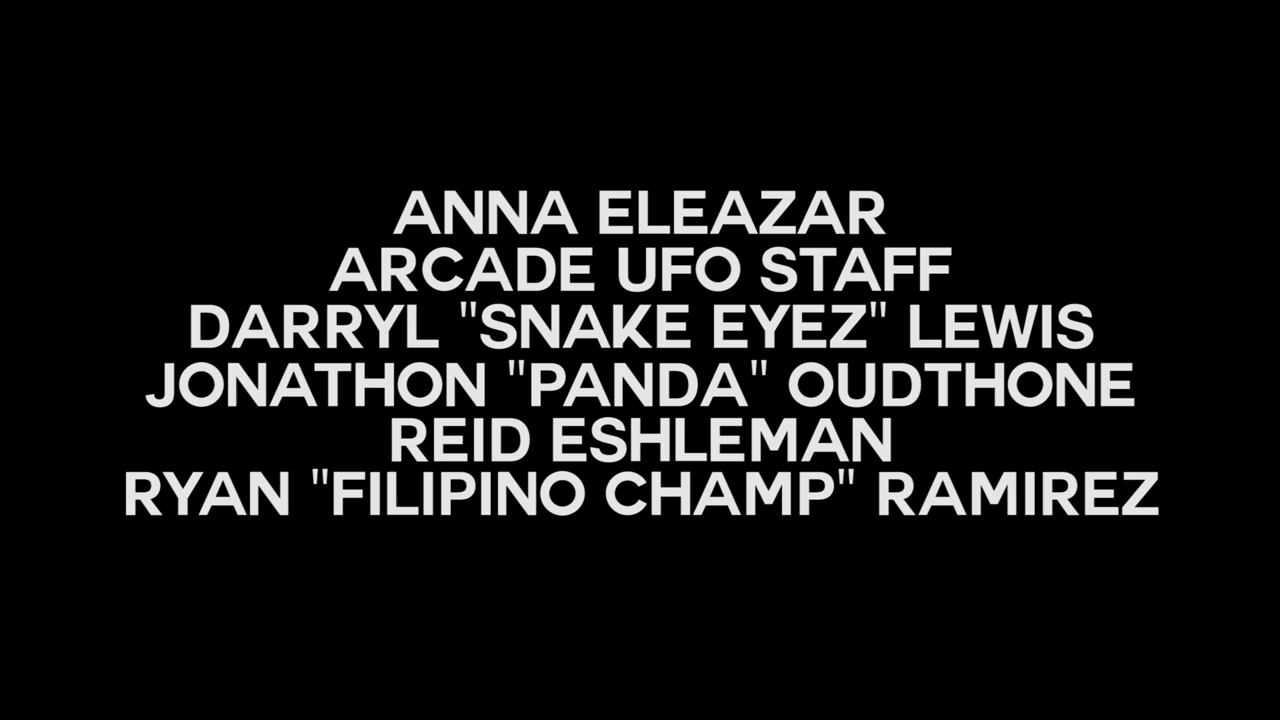 ANNA ELEAZAR
ARCADE UFO STAFF
DARRYL "SNAKE EYEZ" LEWIS
JONATHON "PANDA" OUDTHONE
REID ESHLEMAN
RYAN "FILIPINO CHAMP" RAMIREZ